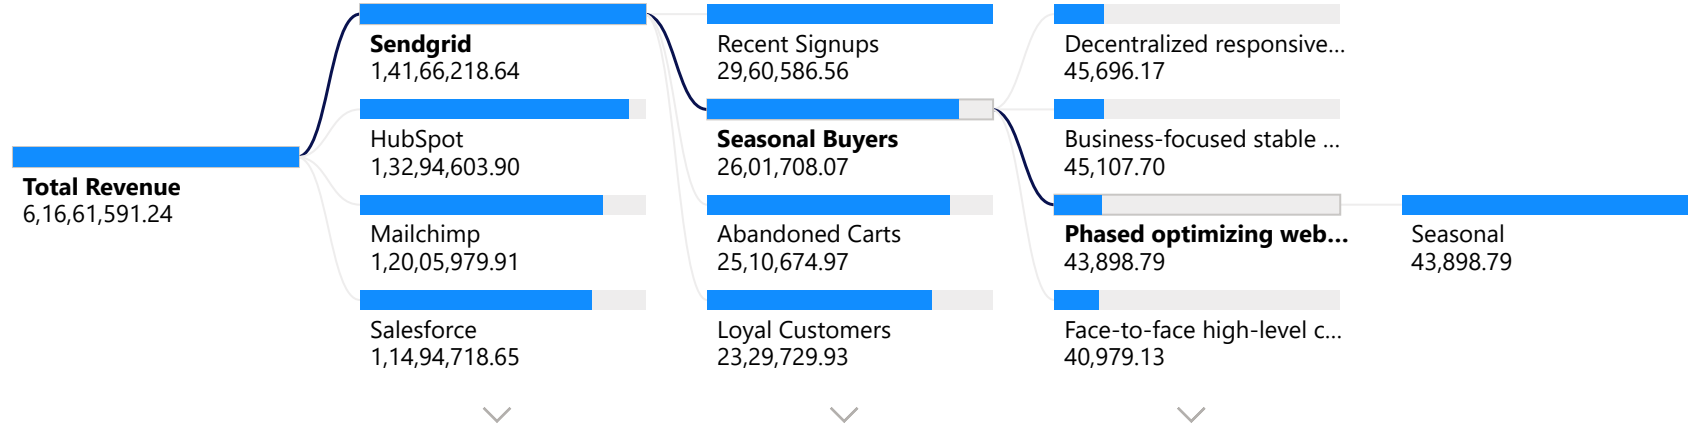 Total Revenue
6,16,61,591.24
Sendgrid
1,41,66,218.64
HubSpot
1,32,94,603.90
Mailchimp
1,20,05,979.91
Salesforce
1,14,94,718.65
Recent Signups
29,60,586.56
Seasonal Buyers
26,01,708.07
Abandoned Carts
25,10,674.97
Loyal Customers
23,29,729.93
Decentralized responsive...
45,696.17
Business-focused stable ...
45,107.70
Phased optimizing web...
43,898.79
Face-to-face high-level c...
40,979.13
Seasonal
43,898.79